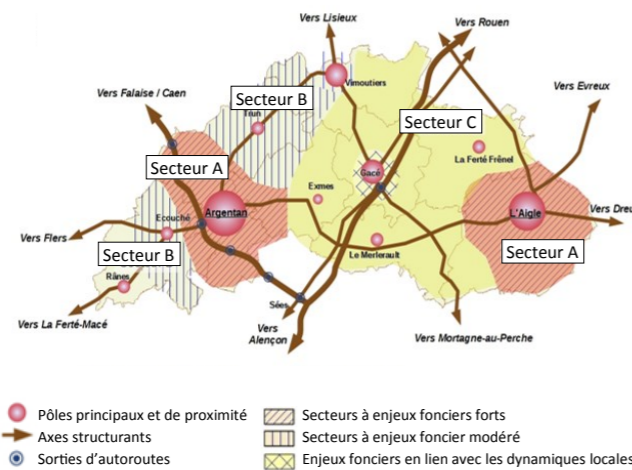 Vers Lisieux
Vers Rouen
Vers Falaise / Caen
Vimoutiers
Vers Evreux
Secteur B
Trun
Secteur C
La Ferté Frênel
Secteur A
Gacé
Exmes
Argentan
L'Aigle
Ecouché
Vers Dreu
Vers Flers
Secteur B
Le Merlerault
Secteur A
Rânes
Sées
Vers La Ferté-Macé
Vers
Alençon
Vers Mortagne-au-Perche
Pôles principaux et de proximité
Secteurs à enjeux fonciers forts
Axes structurants
Secteurs à enjeu foncier modéré
Sorties d'autoroutes
Enjeux fonciers en lien avec les dynamiques locales